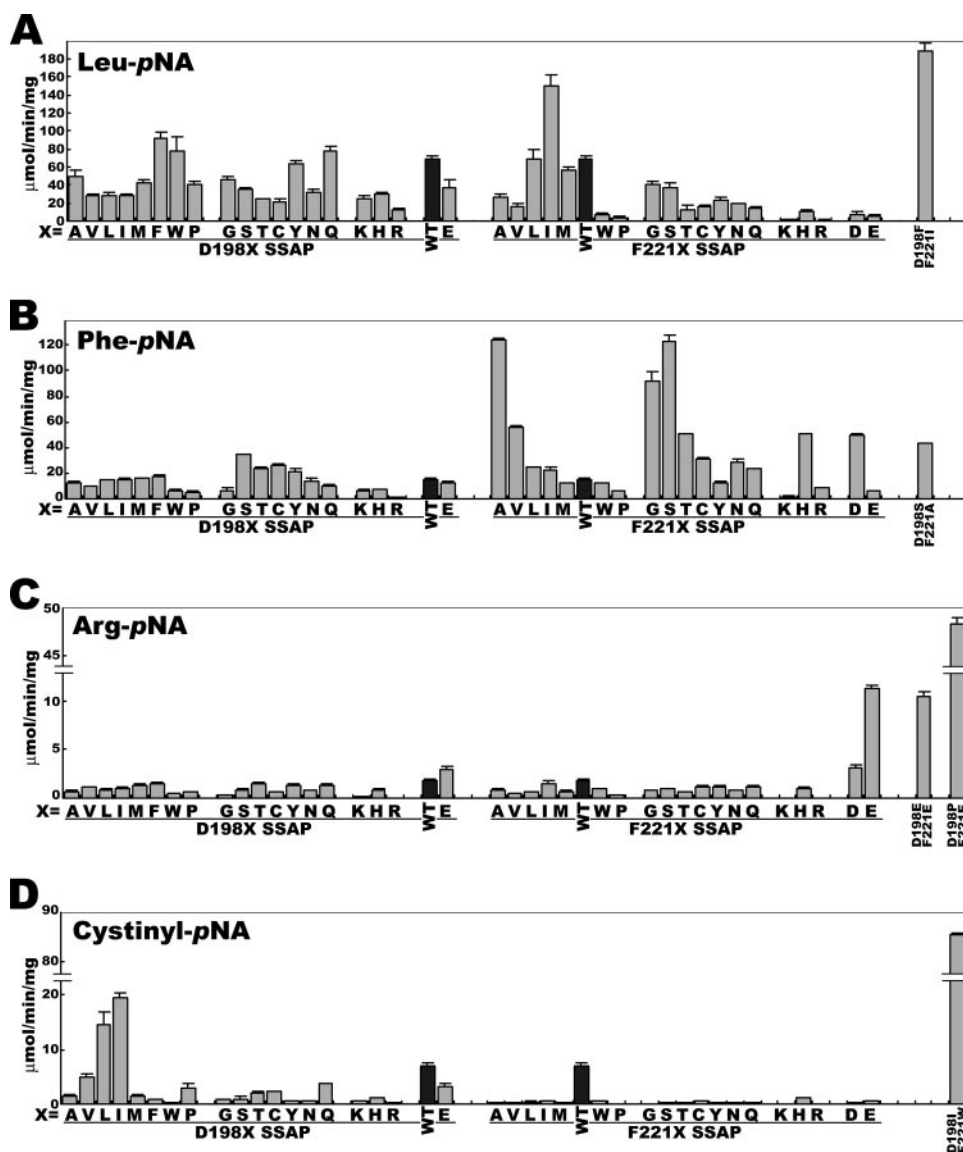 A
Leu-pNA
µmol/min/mg
180
160
140
120
100
80
60
40
20
0
X= A V L I M F W P G S T C Y N Q K H R WT E A V L I M WT W P G S T C Y N Q K H R D E D198F F221I
D198X SSAP F221X SSAP
B
Phe-pNA
µmol/min/mg
120
100
80
60
40
20
0
X= A V L I M F W P G S T C Y N Q K H R WT E A V L I M WT W P G S T C Y N Q K H R D E D198S F221A
D198X SSAP F221X SSAP
C
Arg-pNA
µmol/min/mg
50
45
10
5
0
X= A V L I M F W P G S T C Y N Q K H R WT E A V L I M WT W P G S T C Y N Q K H R D E D198E F221E D198P
D198X SSAP F221X SSAP
D
Cystinyl-pNA
µmol/min/mg
90
80
20
10
0
X= A V L I M F W P G S T C Y N Q K H R WT E A V L I M WT W P G S T C Y N Q K H R D E
D198X SSAP F221X SSAP